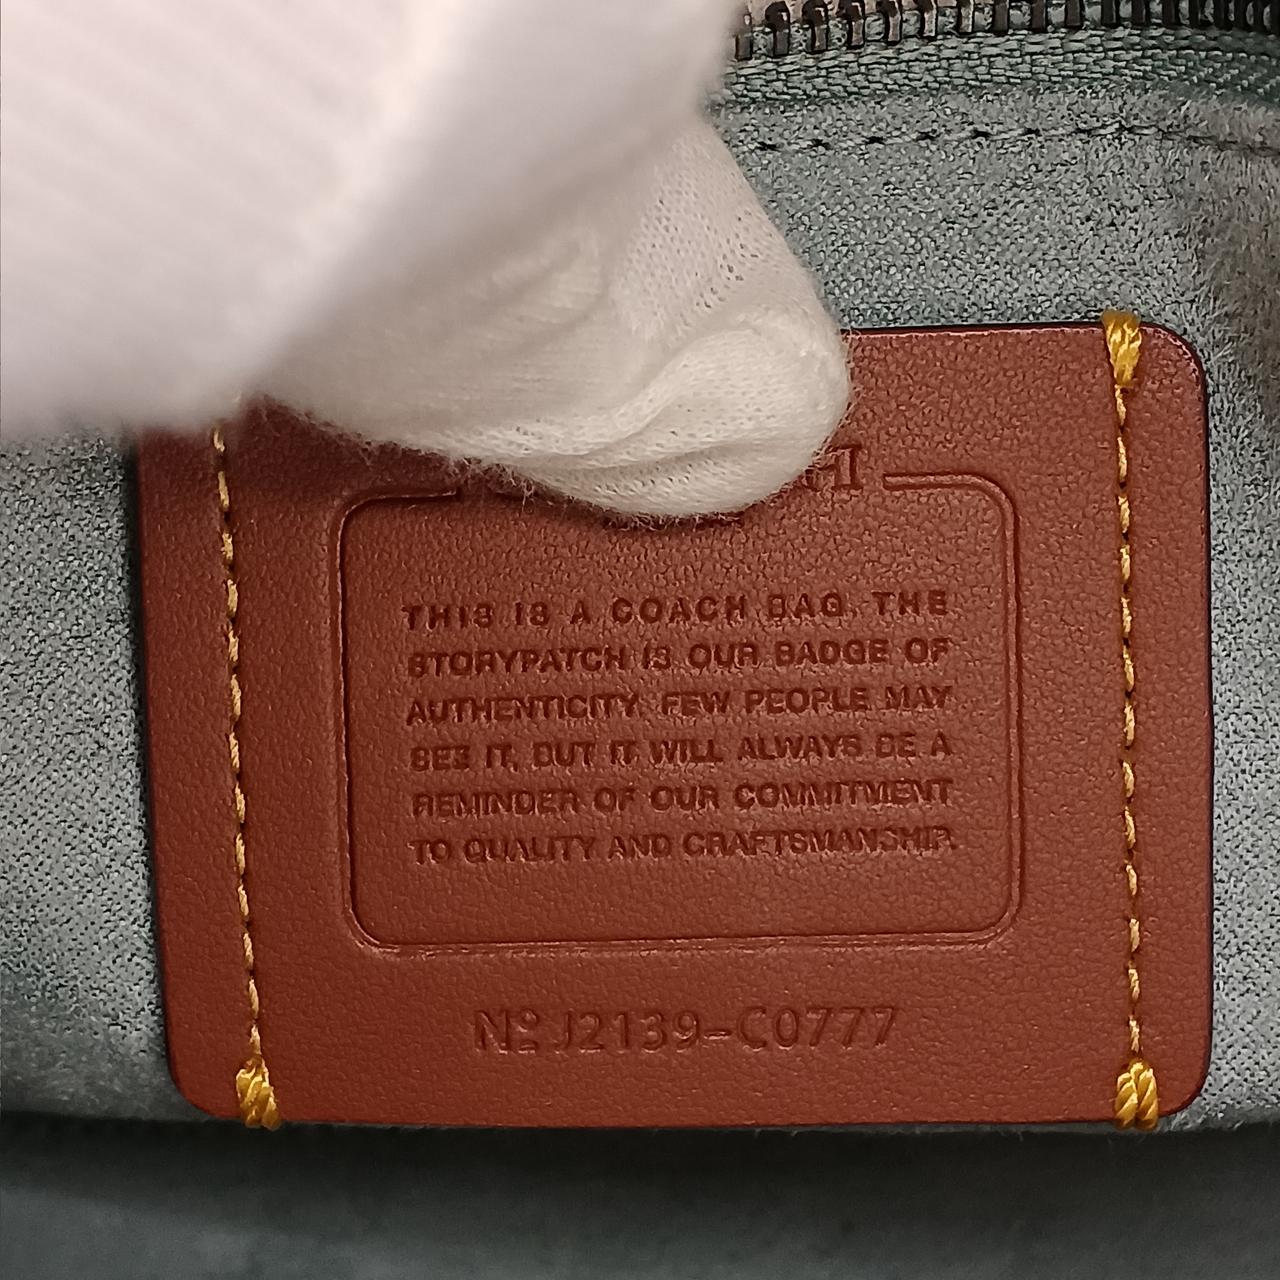 THIS IS A COACH BAG. THE
STORYPATCH IS OUR BADGE OF
AUTHENTICITY. FEW PEOPLE MAY
SEE IT, BUT IT WILL ALWAYS BE A
REMINDER OF OUR COMMITMENT
TO QUALITY AND CRAFTSMANSHIP.
Nº J2139-C0777